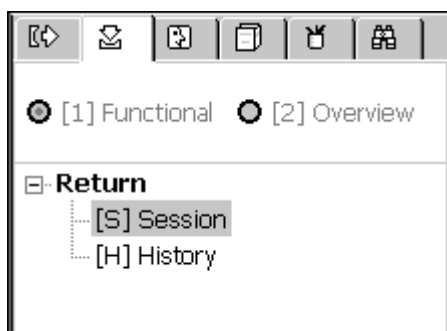 [1] Functional [2] Overview
Return
[S] Session
[H] History